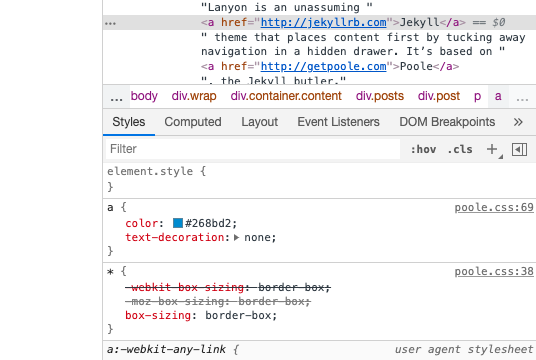 "Lanyon is an unassuming "
<a href="http://jekyllrb.com">Jekyll</a> == $0
" theme that places content first by tucking away
navigation in a hidden drawer. It’s based on "
<a href="http://getpoole.com">Poole</a>
", the Jekyll butler."
... body div.wrap div.container.content div.posts div.post p a ...
Styles Computed Layout Event Listeners DOM Breakpoints »
Filter :hov .cls +
element.style {
}
a { poole.css:69
color: #268bd2;
text-decoration: none;
}
* { poole.css:38
-webkit-box-sizing: border-box;
-moz-box-sizing: border-box;
box-sizing: border-box;
}
a:-webkit-any-link { user agent stylesheet